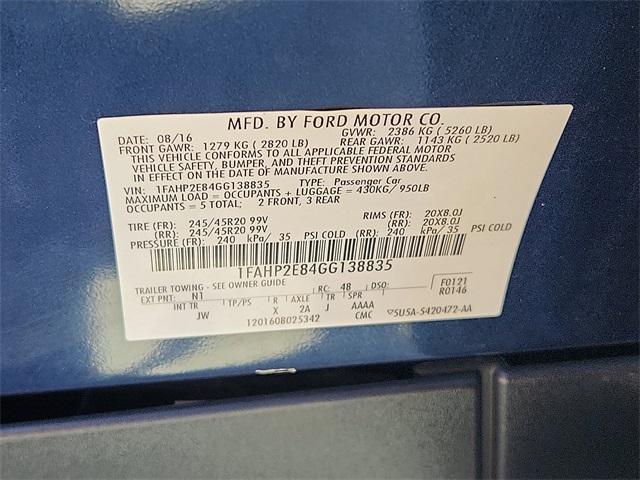 MFD. BY FORD MOTOR CO.
DATE: 08/16 GVWR: 2386 KG ( 5260 LB)
FRONT GAWR: 1279 KG ( 2820 LB) REAR GAWR: 1143 KG ( 2520 LB)
THIS VEHICLE CONFORMS TO ALL APPLICABLE FEDERAL MOTOR
VEHICLE SAFETY, BUMPER, AND THEFT PREVENTION STANDARDS
IN EFFECT ON THE DATE OF MANUFACTURE SHOWN ABOVE.
VIN: 1FAHP2E84GG138835 TYPE: Passenger Car
MAXIMUM LOAD = OCCUPANTS + LUGGAGE = 430KG/ 950LB
OCCUPANTS = 5 TOTAL; 2 FRONT, 3 REAR
TIRE (FR): 245/45R20 99V RIMS (FR): 20X8.0J
(RR): 245/45R20 99V (RR): 20X8.0J
PRESSURE (FR): 240 kPa/ 35 PSI COLD (RR): 240 kPa/ 35 PSI COLD
1FAHP2E84GG138835
TRAILER TOWING - SEE OWNER GUIDE RC: 48 DSO: F0121
EXT PNT: N1 R0146
INT TR TP/PS R AXLE TR SPR
JW X 2A J AAAA
1201608025342 CMC 5U5A-5420472-AA